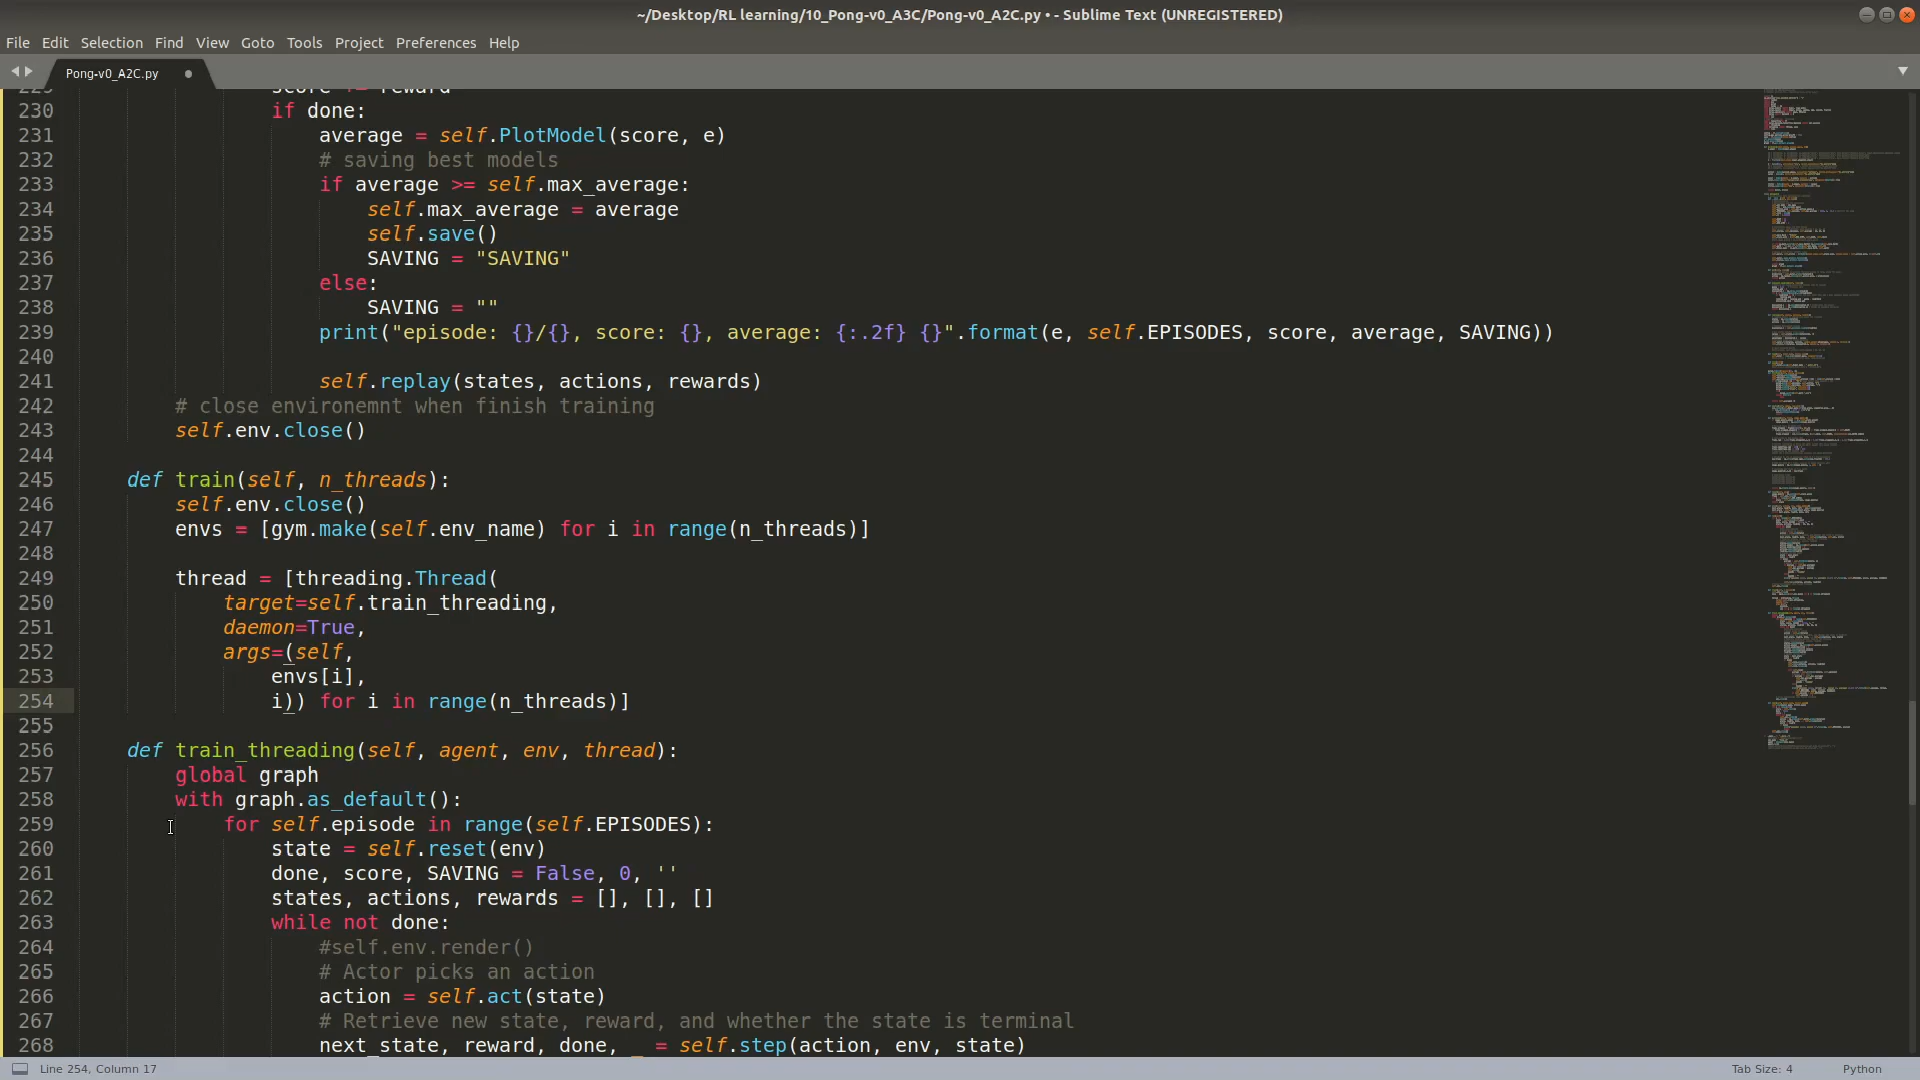 ~/Desktop/RL learning/10_Pong-v0_A3C/Pong-v0_A2C.py • - Sublime Text (UNREGISTERED)
File Edit Selection Find View Goto Tools Project Preferences Help
Pong-v0_A2C.py
229 score += reward
230 if done:
231 average = self.PlotModel(score, e)
232 # saving best models
233 if average >= self.max_average:
234 self.max_average = average
235 self.save()
236 SAVING = "SAVING"
237 else:
238 SAVING = ""
239 print("episode: {}/{}, score: {}, average: {:.2f} {}".format(e, self.EPISODES, score, average, SAVING))
240
241 self.replay(states, actions, rewards)
242 # close environemnt when finish training
243 self.env.close()
244
245 def train(self, n_threads):
246 self.env.close()
247 envs = [gym.make(self.env_name) for i in range(n_threads)]
248
249 thread = [threading.Thread(
250 target=self.train_threading,
251 daemon=True,
252 args=(self,
253 envs[i],
254 i)) for i in range(n_threads)]
255
256 def train_threading(self, agent, env, thread):
257 global graph
258 with graph.as_default():
259 for self.episode in range(self.EPISODES):
260 state = self.reset(env)
261 done, score, SAVING = False, 0, ''
262 states, actions, rewards = [], [], []
263 while not done:
264 #self.env.render()
265 # Actor picks an action
266 action = self.act(state)
267 # Retrieve new state, reward, and whether the state is terminal
268 next_state, reward, done, _ = self.step(action, env, state)
Line 254, Column 17 Tab Size: 4 Python